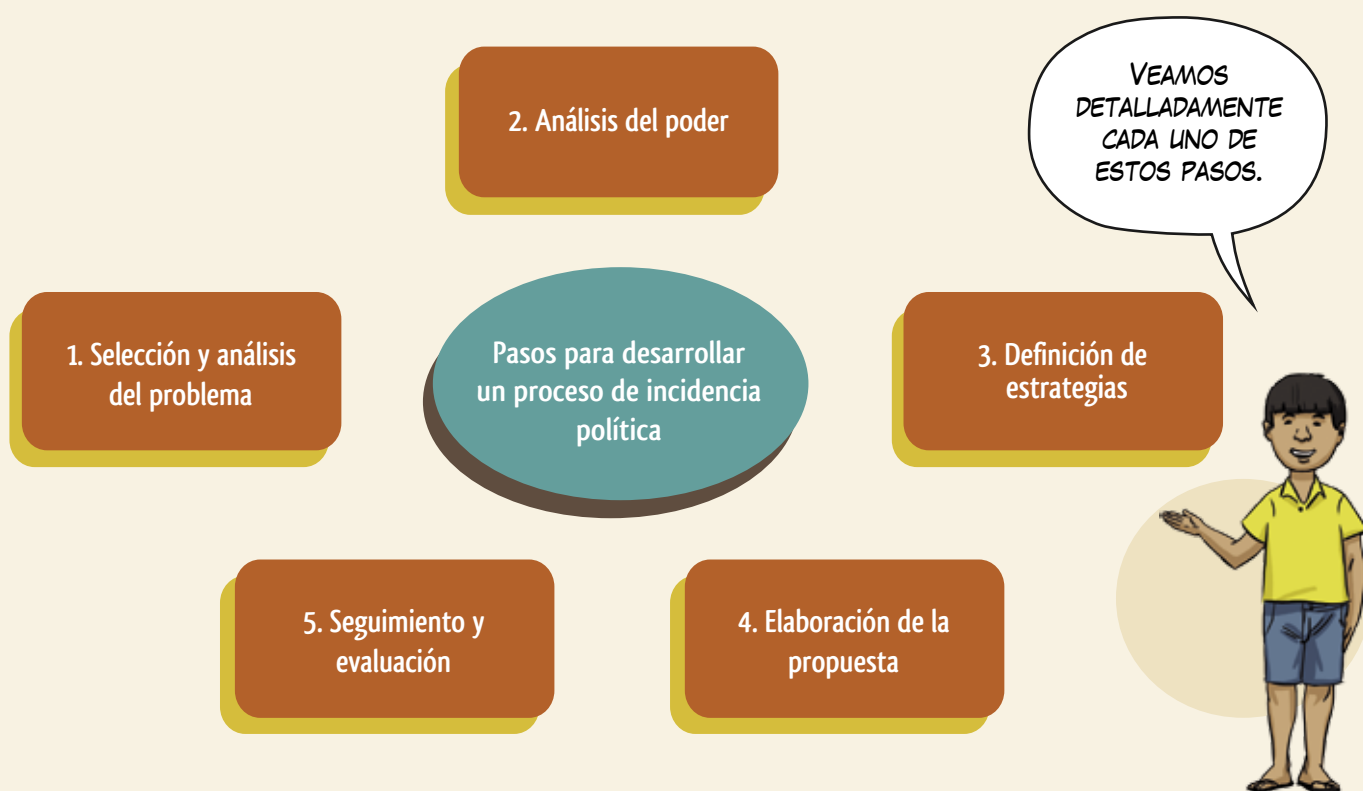 Pasos para desarrollar
un proceso de incidencia
política
1. Selección y análisis
del problema
2. Análisis del poder
3. Definición de
estrategias
4. Elaboración de la
propuesta
5. Seguimiento y
evaluación
VEAMOS
DETALLADAMENTE
CADA UNO DE
ESTOS PASOS.